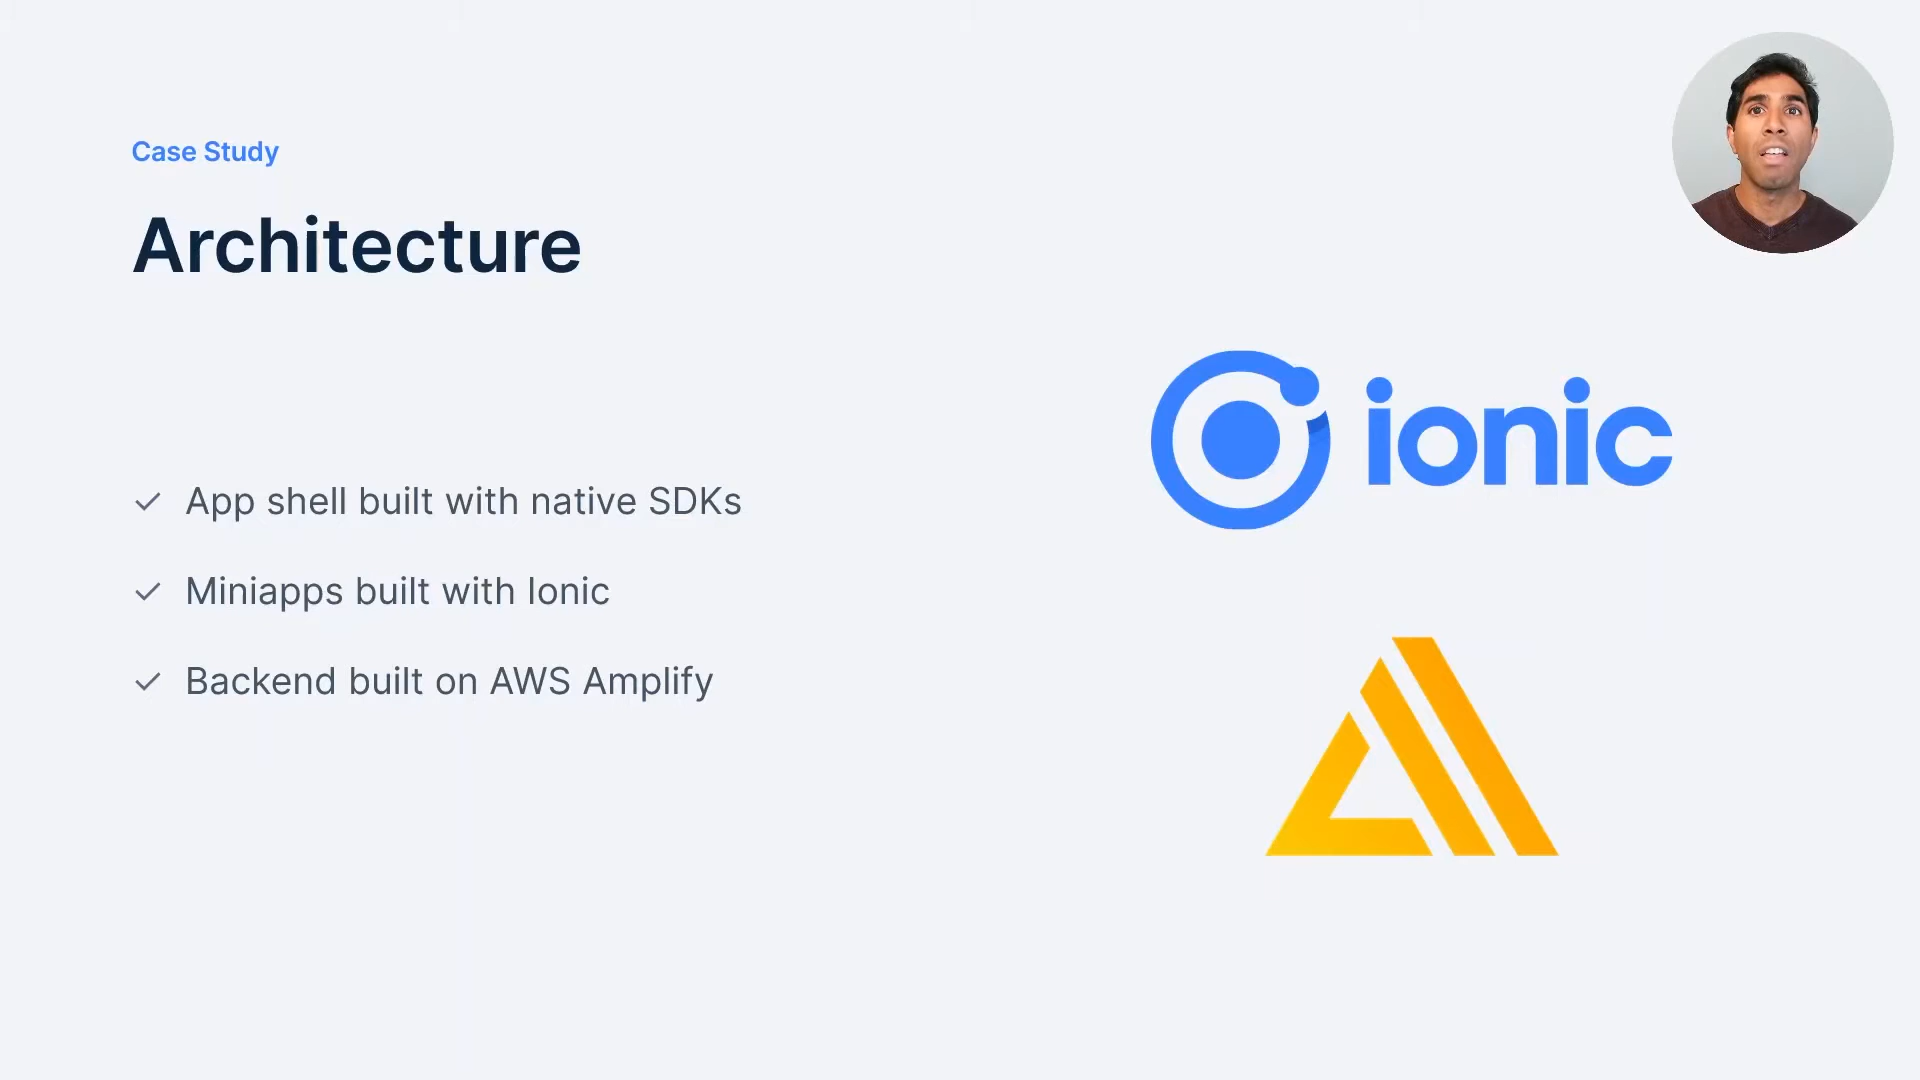 Case Study
Architecture
App shell built with native SDKs
Miniapps built with Ionic
Backend built on AWS Amplify
ionic